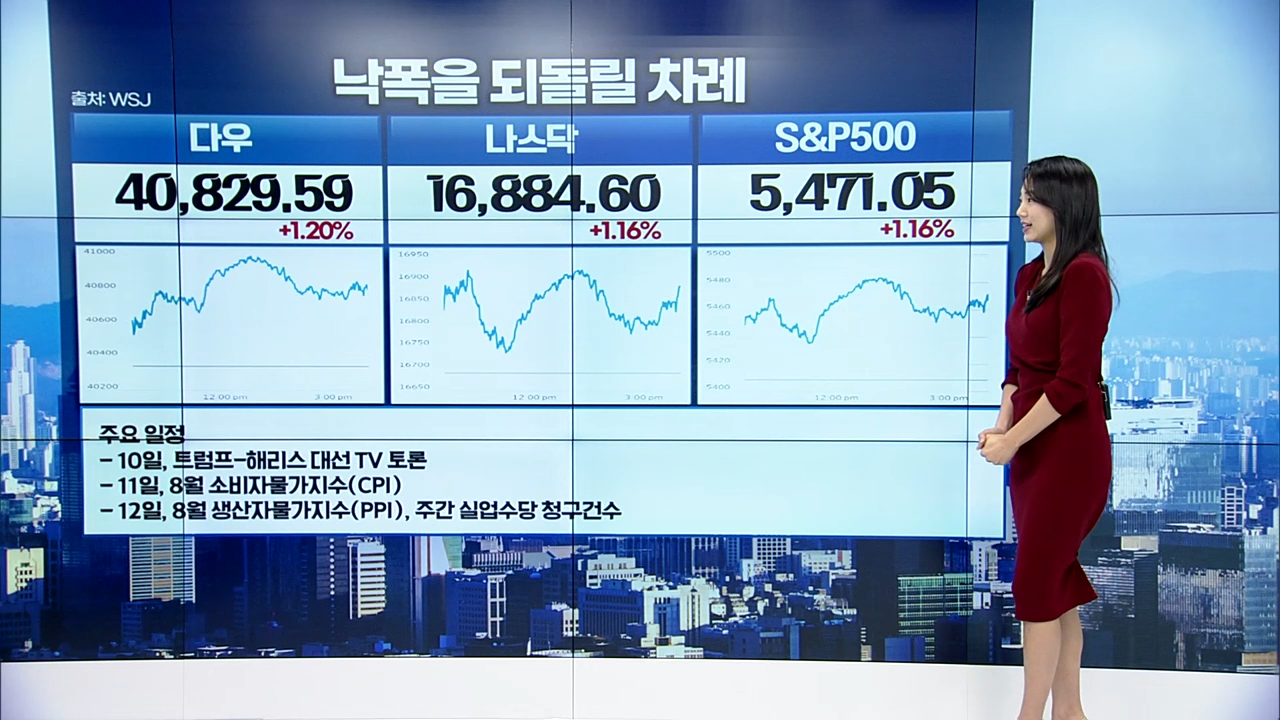 낙폭을 되돌릴 차례
출처: WSJ
다우
40,829.59
+1.20%
41000
40800
40600
40400
40200
12:00 pm 3:00 pm
나스닥
16,884.60
+1.16%
16950
16900
16850
16800
16750
16700
16650
12:00 pm 3:00 pm
S&P500
5,471.05
+1.16%
5500
5480
5460
5440
5420
5400
12:00 pm 3:00 pm
주요 일정
- 10일, 트럼프-해리스 대선 TV 토론
- 11일, 8월 소비자물가지수(CPI)
- 12일, 8월 생산자물가지수(PPI), 주간 실업수당 청구건수